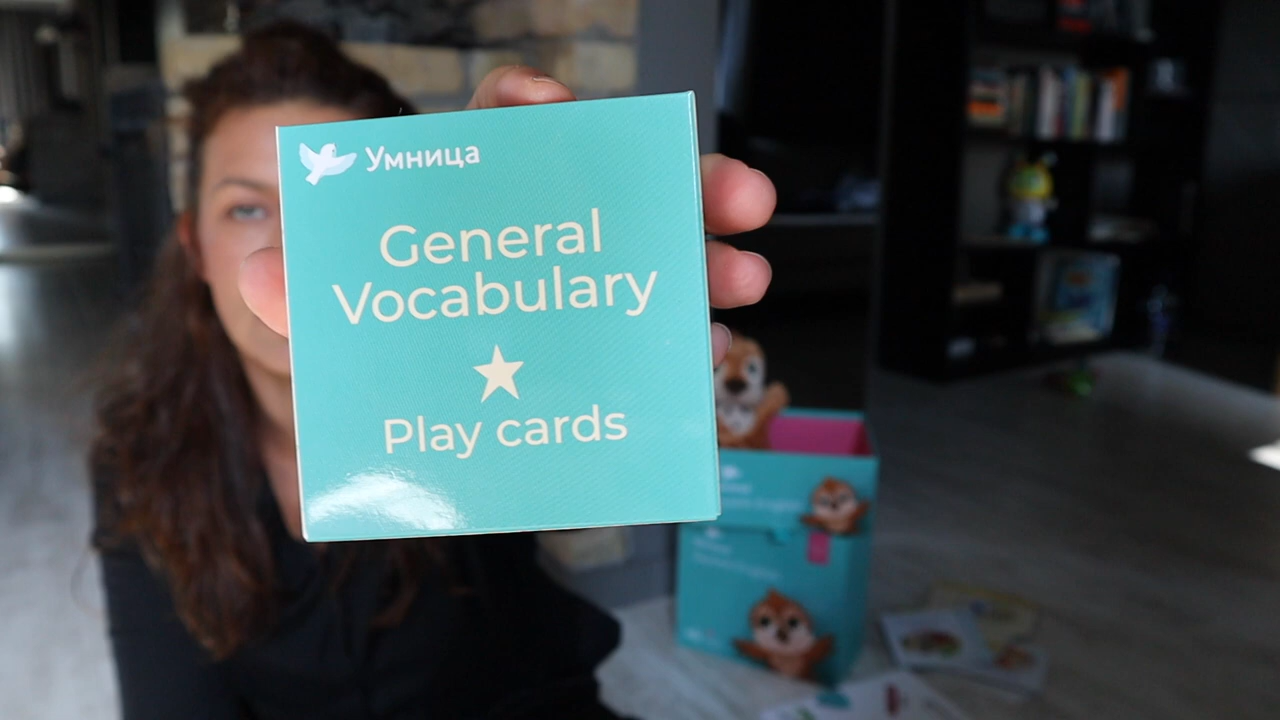 Умница
General
Vocabulary
Play cards